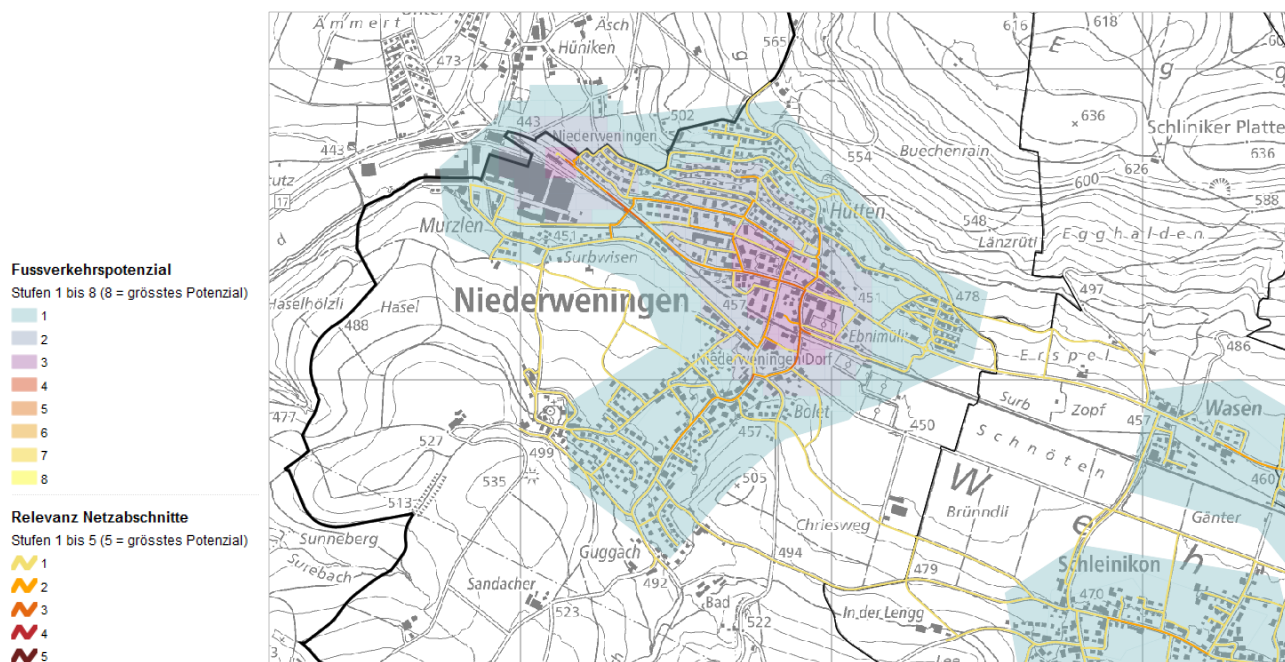 Fussverkehrspotenzial
Stufen 1 bis 8 (8 = grösstes Potenzial)
1
2
3
4
5
6
7
8
Relevanz Netzabschnitte
Stufen 1 bis 5 (5 = grösstes Potenzial)
1
2
3
4
5
Ämmert
Äsch
Hüniken
565
616
618
E
g
g
473
443
502
636
Niederweningen
Schliniker Platte
443
554
Buechenrain
626
636
600
17
588
Murzlen
Hütten
548
Egghalden
451
Länzrüti
Surbwisen
Haselhölzli
Hasel
Niederweningen
457
451
478
497
488
Ebnimüli
486
Niederweningen Dorf
Erspel
477
Surb
Zopf
457
Wasen
Bolet
527
457
450
Schnöten
499
460
535
505
W
513
Brünndli
e
Gänter
Sunneberg
Chriesweg
h
Surebach
Guggach
494
479
Schleinikon
492
Sandacher
470
Bad
523
522
In der Lengg
Lee